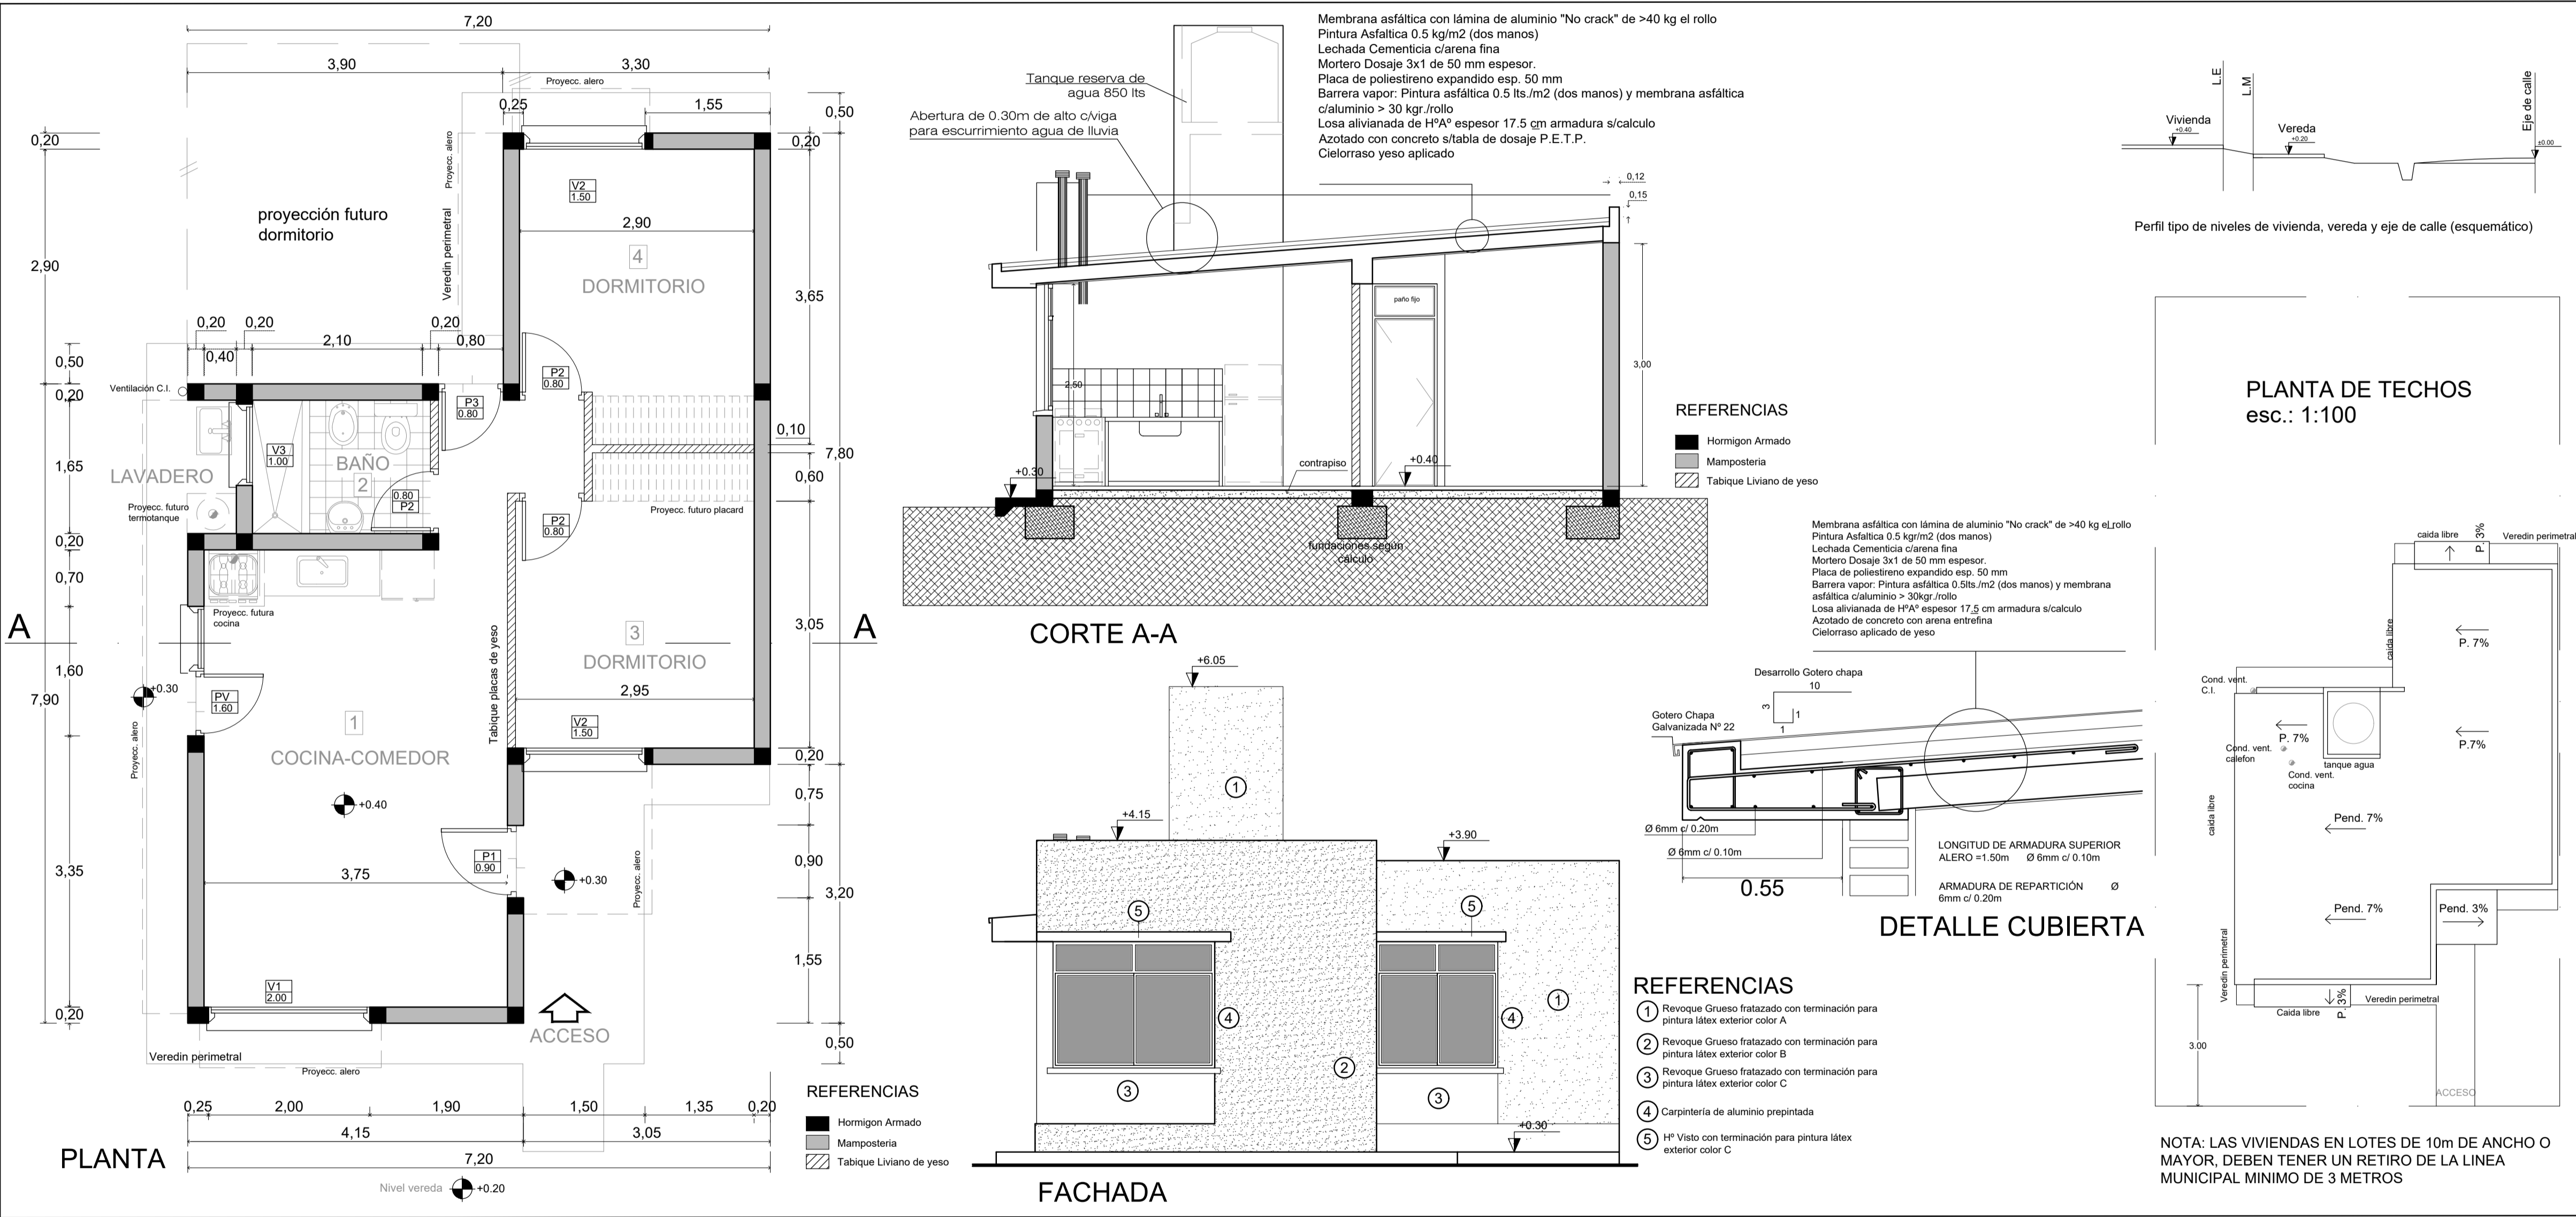 7,20
3,90
3,30
Proyecc. alero
0,25
1,55
0,50
0,20
0,20
Proyecc. alero
V2
1.50
proyección futuro
dormitorio
Veredin perimetral
2,90
2,90
4
DORMITORIO
3,65
0,20
0,20
0,20
0,40
2,10
0,80
0,50
Ventilación C.I.
0,20
P2
0.80
P3
0.80
0,10
V3
1.00
BAÑO
2
LAVADERO
1,65
7,80
0,60
0.80
P2
Proyecc. futuro
termotanque
Proyecc. futuro placard
P2
0.80
0,20
0,70
Proyecc. futura
cocina
A
A
3
DORMITORIO
3,05
Tabique placas de yeso
1,60
+0.30
PV
1.60
2,95
7,90
1
COCINA-COMEDOR
V2
1.50
0,20
Proyecc. alero
+0.40
0,75
P1
0.90
0,90
+0.30
Proyecc. alero
3,35
3,75
3,20
1,55
V1
2.00
0,20
ACCESO
0,50
Veredin perimetral
Proyecc. alero
0,25
2,00
1,90
1,50
1,35
0,20
4,15
3,05
7,20
PLANTA
Nivel vereda
+0.20
REFERENCIAS
Hormigon Armado
Mamposteria
Tabique Liviano de yeso
Membrana asfáltica con lámina de aluminio "No crack" de >40 kg el rollo
Pintura Asfaltica 0.5 kg/m2 (dos manos)
Lechada Cementicia c/arena fina
Mortero Dosaje 3x1 de 50 mm espesor.
Placa de poliestireno expandido esp. 50 mm
Barrera vapor: Pintura asfáltica 0.5 lts./m2 (dos manos) y membrana asfáltica
c/aluminio > 30 kgr./rollo
Losa alivianada de HºAº espesor 17.5 cm armadura s/calculo
Azotado con concreto s/tabla de dosaje P.E.T.P.
Cielorraso yeso aplicado
Tanque reserva de
agua 850 lts
Abertura de 0.30m de alto c/viga
para escurrimiento agua de lluvia
0,12
0,15
paño fijo
2,50
3,00
contrapiso
+0.30
+0.40
fundaciones según
cálculo
CORTE A-A
REFERENCIAS
Hormigon Armado
Mamposteria
Tabique Liviano de yeso
+6.05
+4.15
+3.90
1
5
5
4
4
1
2
3
3
+0.30
FACHADA
REFERENCIAS
1
Revoque Grueso fratazado con terminación para
pintura látex exterior color A
2
Revoque Grueso fratazado con terminación para
pintura látex exterior color B
3
Revoque Grueso fratazado con terminación para
pintura látex exterior color C
4
Carpintería de aluminio prepintada
5
Hº Visto con terminación para pintura látex
exterior color C
Membrana asfáltica con lámina de aluminio "No crack" de >40 kg el rollo
Pintura Asfaltica 0.5 kgr/m2 (dos manos)
Lechada Cementicia c/arena fina
Mortero Dosaje 3x1 de 50 mm espesor.
Placa de poliestireno expandido esp. 50 mm
Barrera vapor: Pintura asfáltica 0.5lts./m2 (dos manos) y membrana
asfáltica c/aluminio > 30kgr./rollo
Losa alivianada de HºAº espesor 17.5 cm armadura s/calculo
Azotado de concreto con arena entrefina
Cielorraso aplicado de yeso
Desarrollo Gotero chapa
10
3
1
1
Gotero Chapa
Galvanizada Nº 22
Ø 6mm c/ 0.20m
Ø 6mm c/ 0.10m
0.55
LONGITUD DE ARMADURA SUPERIOR
ALERO =1.50m Ø 6mm c/ 0.10m
ARMADURA DE REPARTICIÓN Ø
6mm c/ 0.20m
DETALLE CUBIERTA
L.E
L.M
Eje de calle
Vivienda
+0.40
Vereda
+0.20
±0.00
Perfil tipo de niveles de vivienda, vereda y eje de calle (esquemático)
PLANTA DE TECHOS
esc.: 1:100
caida libre
P. 3%
Veredin perimetral
caida libre
P. 7%
Cond. vent.
C.I.
P. 7%
P.7%
Cond. vent.
calefon
Cond. vent.
cocina
tanque agua
caida libre
Pend. 7%
Pend. 7%
Pend. 3%
Veredin perimetral
P. 3%
Caida libre
Veredin perimetral
3.00
ACCESO
NOTA: LAS VIVIENDAS EN LOTES DE 10m DE ANCHO O
MAYOR, DEBEN TENER UN RETIRO DE LA LINEA
MUNICIPAL MINIMO DE 3 METROS